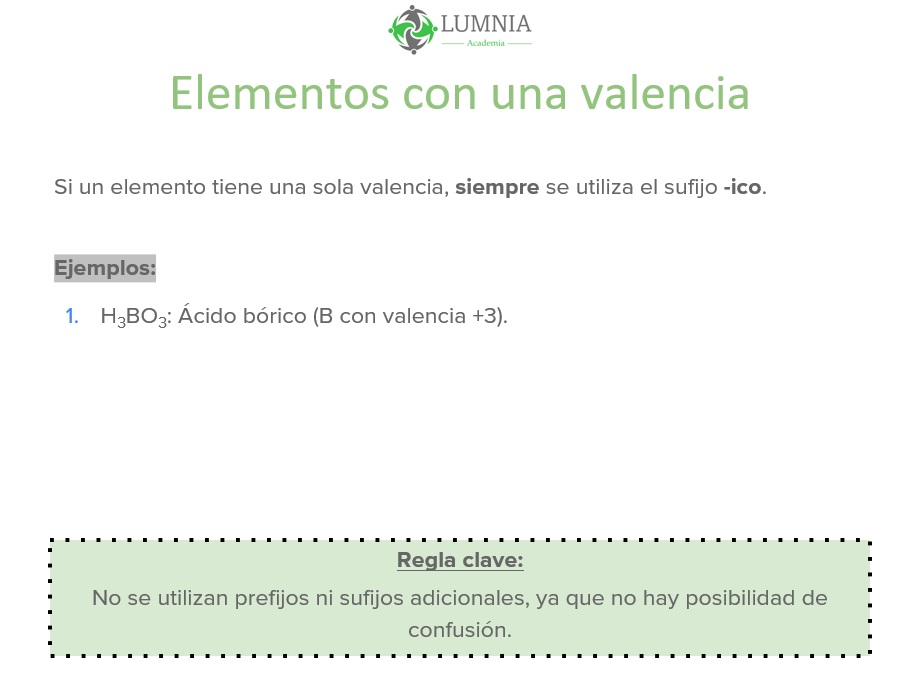 LUMNIA
Academia
Elementos con una valencia
Si un elemento tiene una sola valencia, siempre se utiliza el sufijo -ico.
Ejemplos:
1. H₃BO₃: Ácido bórico (B con valencia +3).
Regla clave:
No se utilizan prefijos ni sufijos adicionales, ya que no hay posibilidad de
confusión.